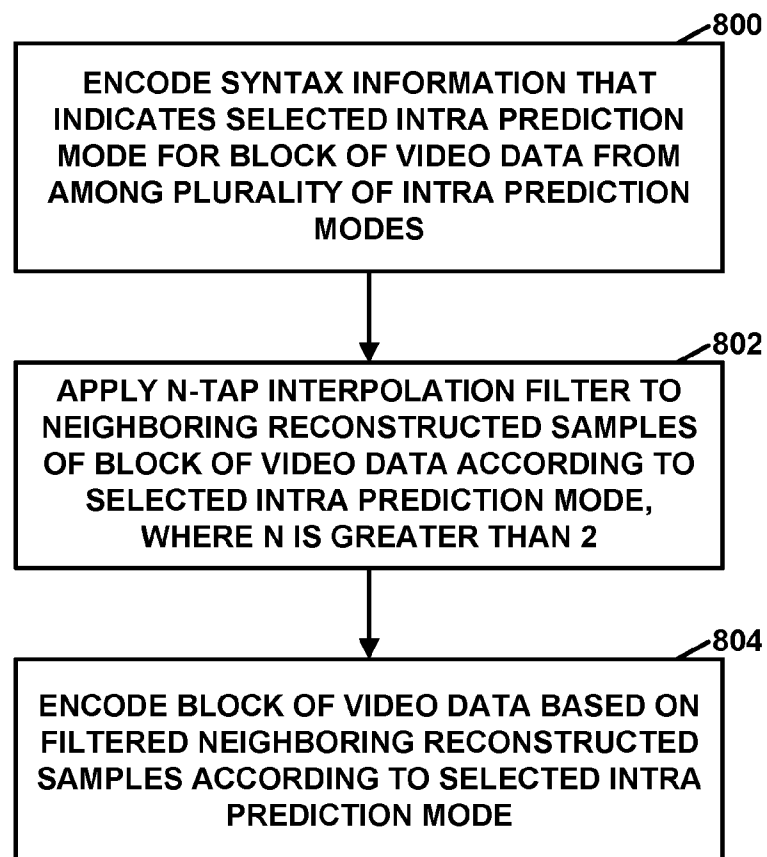 800
ENCODE SYNTAX INFORMATION THAT
INDICATES SELECTED INTRA PREDICTION
MODE FOR BLOCK OF VIDEO DATA FROM
AMONG PLURALITY OF INTRA PREDICTION
MODES
802
APPLY N-TAP INTERPOLATION FILTER TO
NEIGHBORING RECONSTRUCTED SAMPLES
OF BLOCK OF VIDEO DATA ACCORDING TO
SELECTED INTRA PREDICTION MODE,
WHERE N IS GREATER THAN 2
804
ENCODE BLOCK OF VIDEO DATA BASED ON
FILTERED NEIGHBORING RECONSTRUCTED
SAMPLES ACCORDING TO SELECTED INTRA
PREDICTION MODE